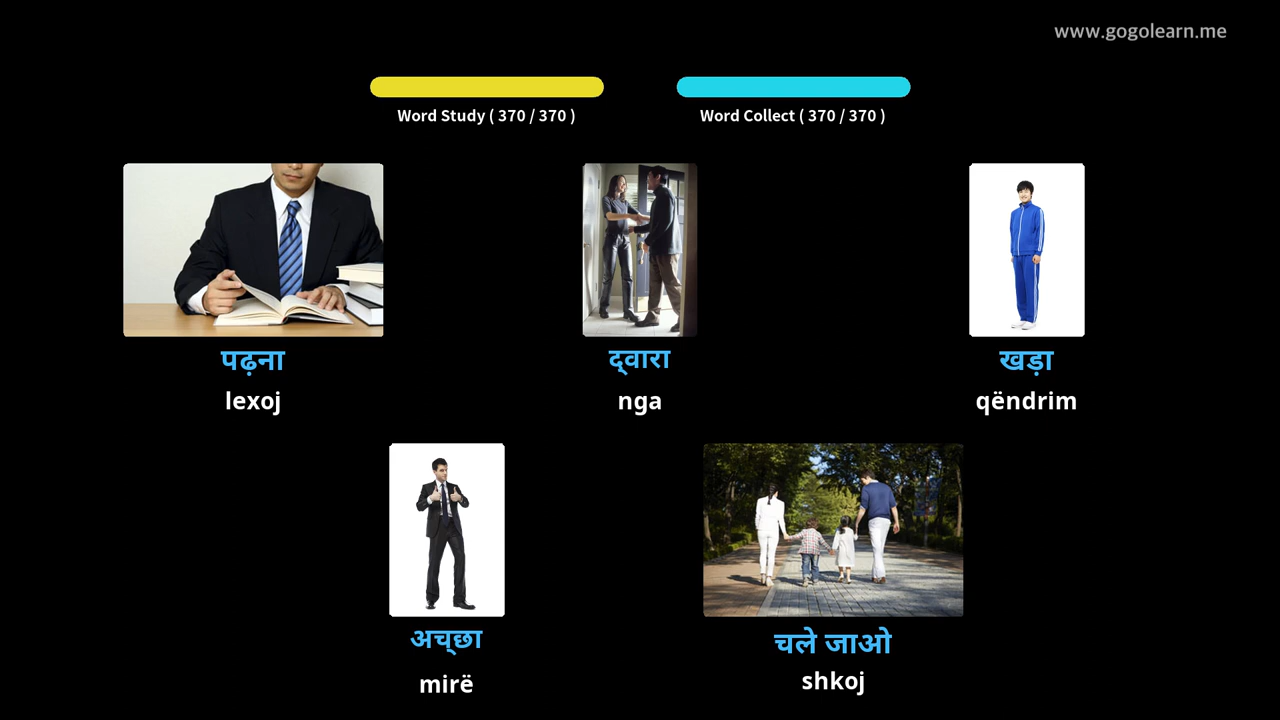 www.gogolearn.me
Word Study ( 370 / 370 )
Word Collect ( 370 / 370 )
पढ़ना
lexoj
द्वारा
nga
खड़ा
qëndrim
अच्छा
mirë
चले जाओ
shkoj